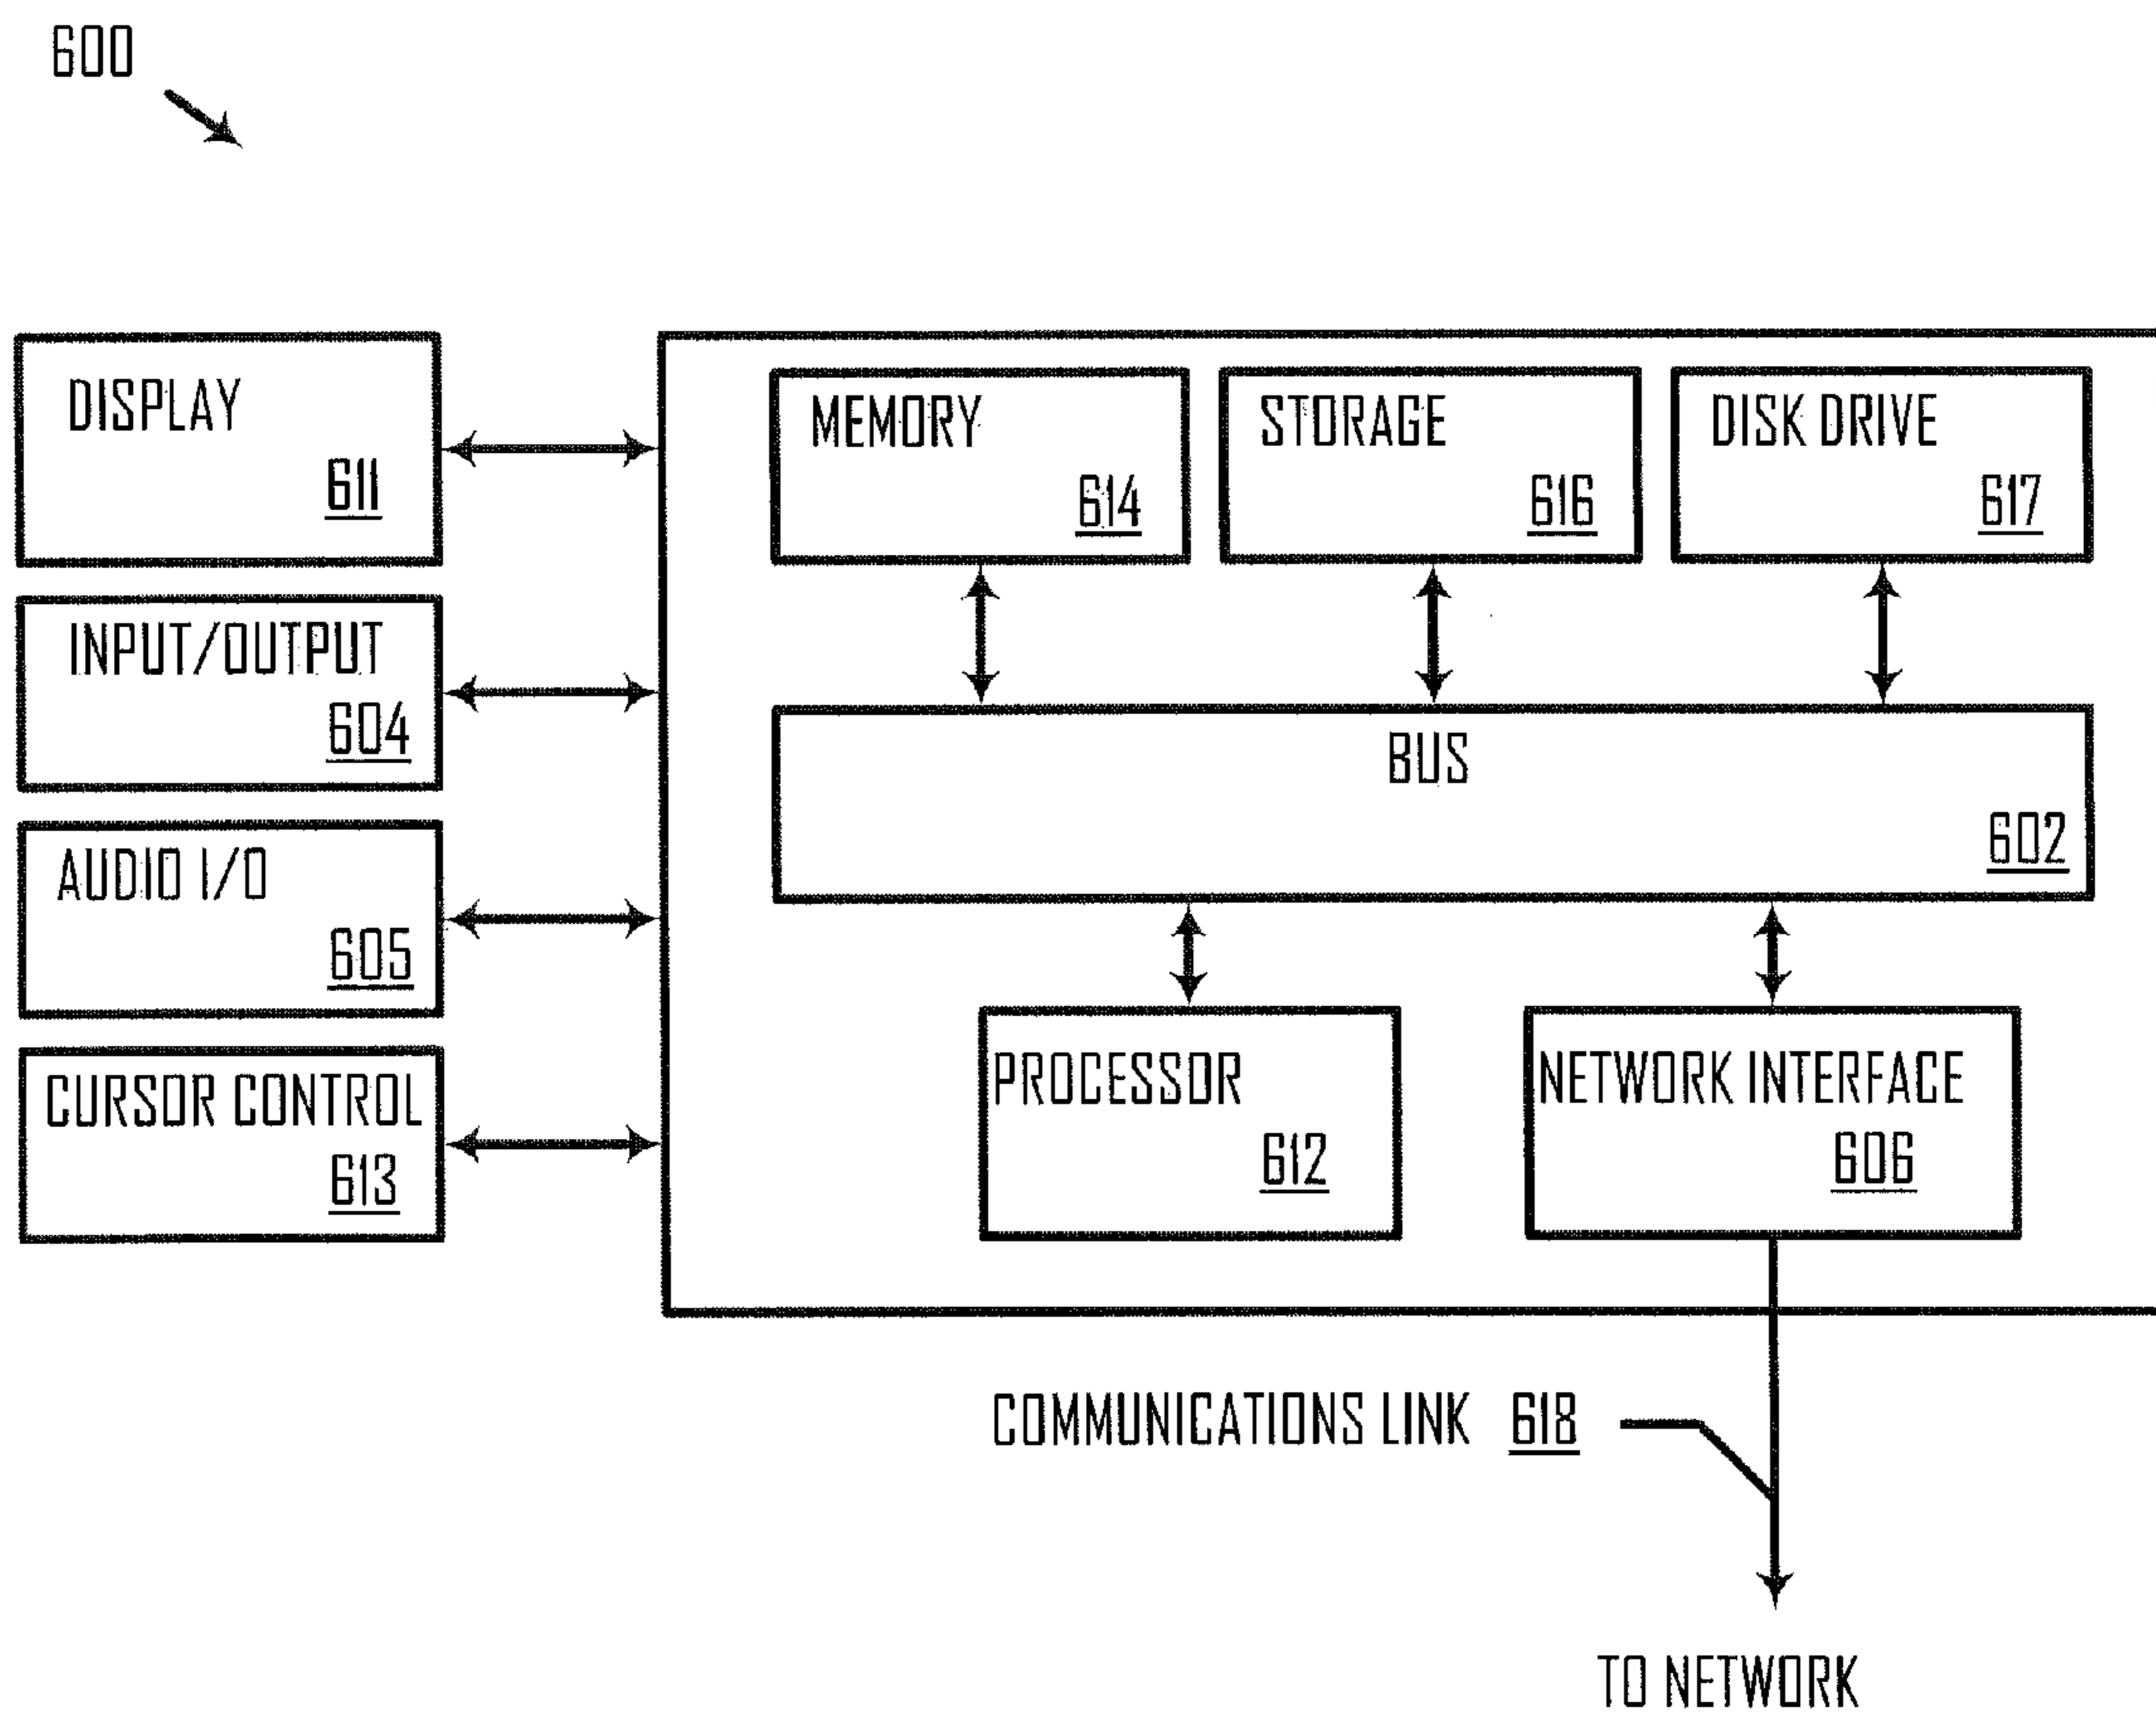 600
DISPLAY
611
INPUT/OUTPUT
604
AUDIO I/O
605
CURSOR CONTROL
613
MEMORY
614
STORAGE
616
DISK DRIVE
617
BUS
602
PROCESSOR
612
NETWORK INTERFACE
606
COMMUNICATIONS LINK 618
TO NETWORK